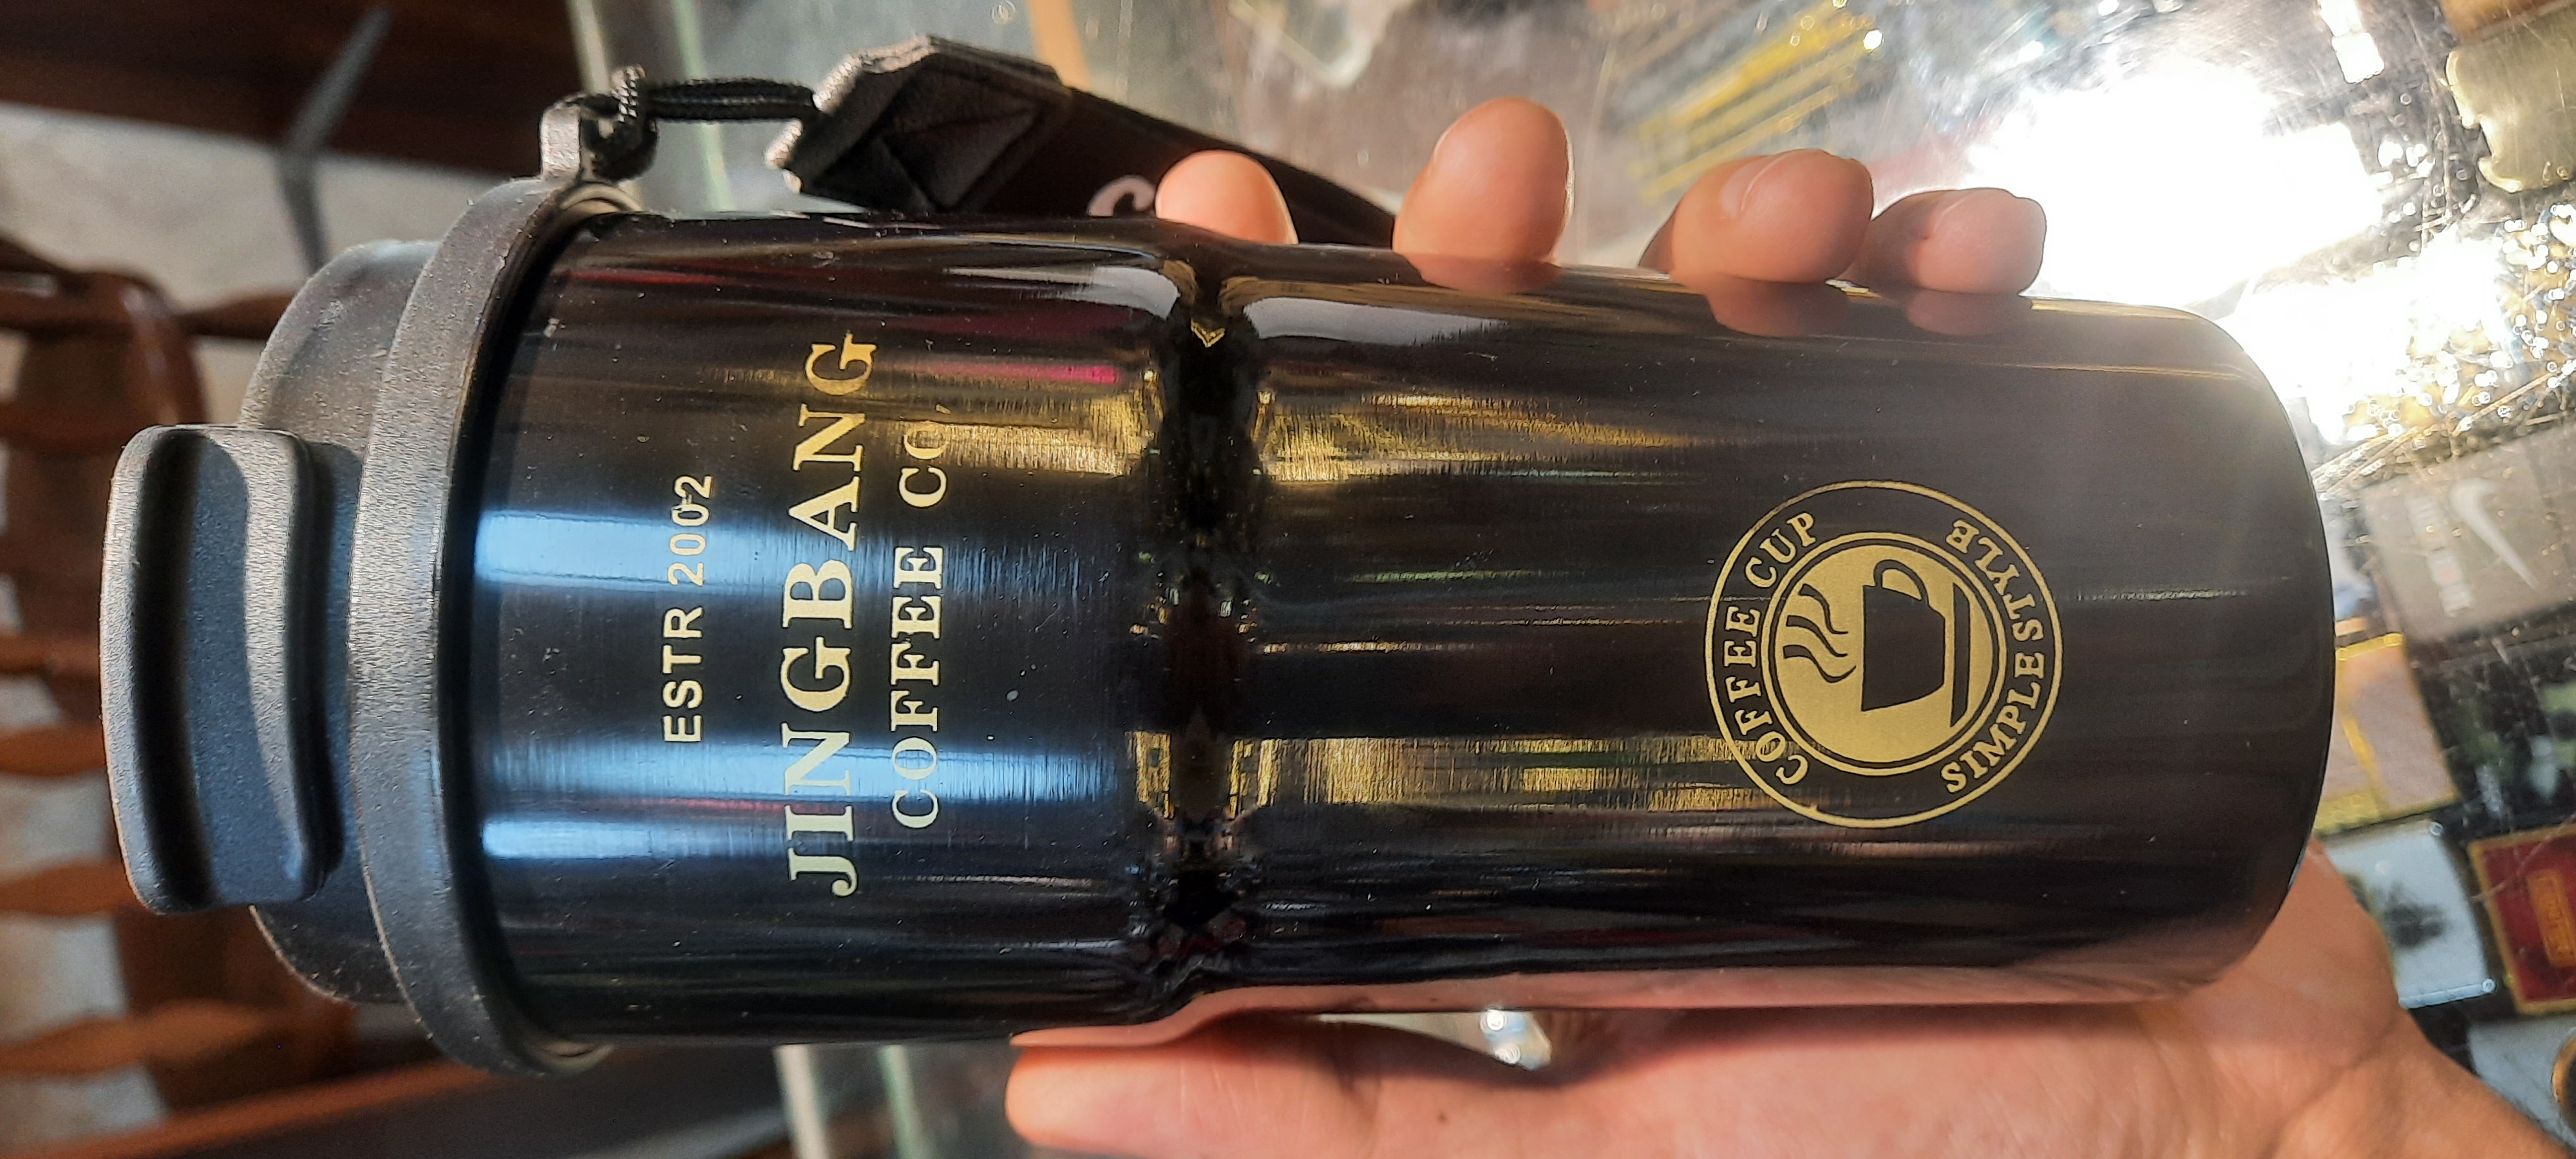 ESTR 2002
JINGBANG
COFFEE CO,
COFFEE CUP
SIMPLE STYLE